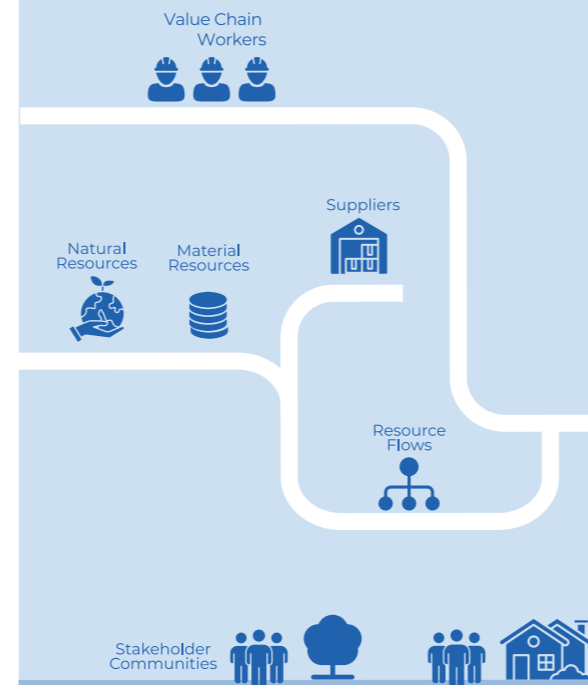 Value Chain
Workers
Suppliers
Natural
Resources
Material
Resources
Resource
Flows
Stakeholder
Communities